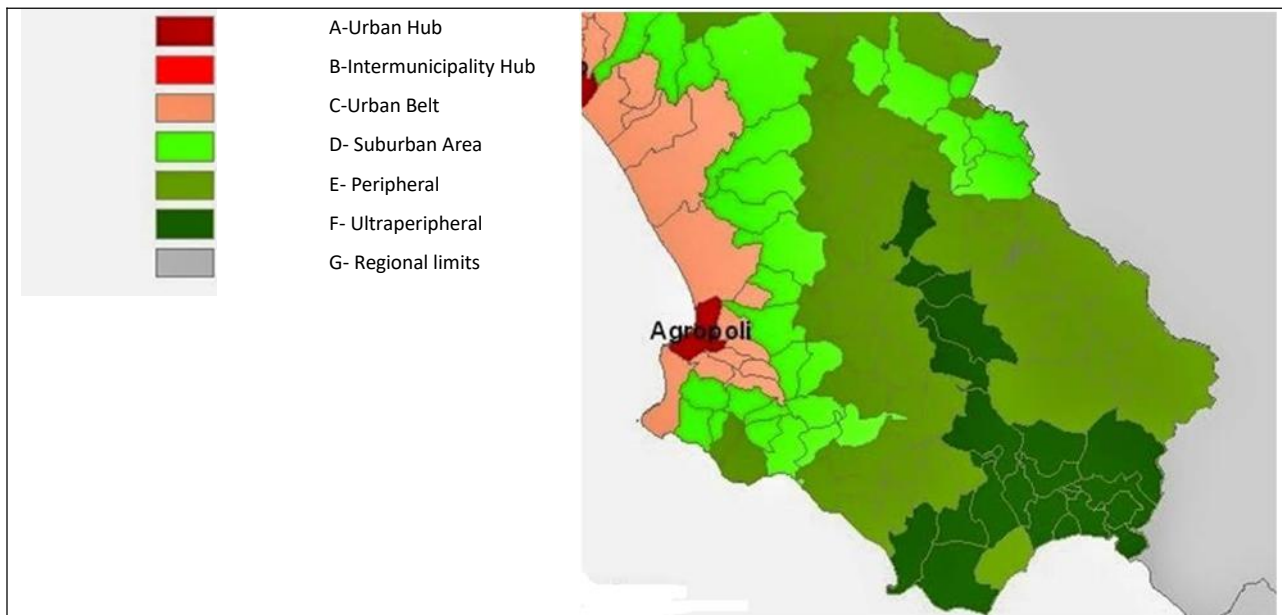 A-Urban Hub
B-Intermunicipality Hub
C-Urban Belt
D- Suburban Area
E- Peripheral
F- Ultraperipheral
G- Regional limits
Agropoli